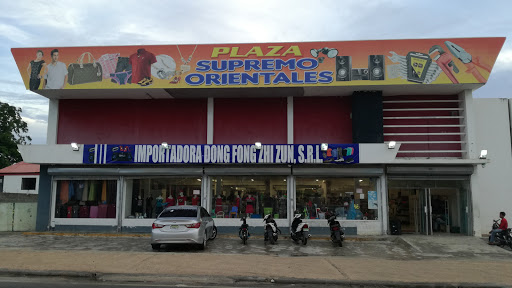 PLAZA
SUPREMO
ORIENTALES
IMPORTADORA DONG FONG ZHI ZUN, S.R.L